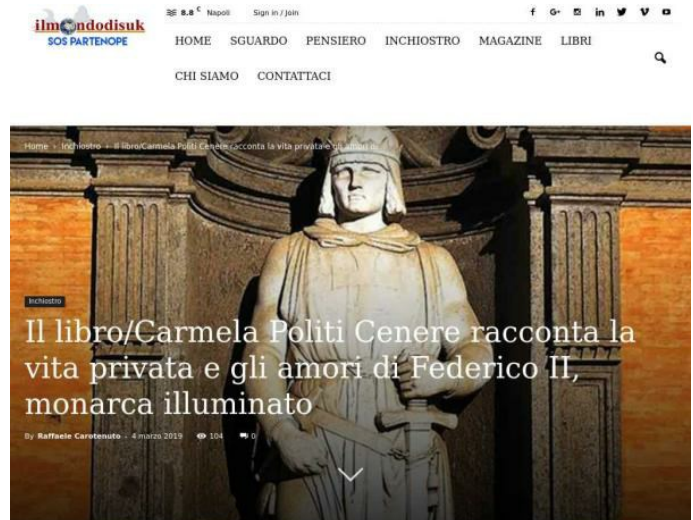 ilmondodisuk
SOS PARTENOPE
8.8 C Napoli Sign in / Join
HOME SGUARDO PENSIERO INCHIOSTRO MAGAZINE LIBRI
CHI SIAMO CONTATTACI
Home › Inchiostro › Il libro/Carmela Politi Cenere racconta la vita privata e gli amori di
Inchiostro
Il libro/Carmela Politi Cenere racconta la
vita privata e gli amori di Federico II,
monarca illuminato
By Raffaele Carotenuto - 4 marzo 2019 104 0